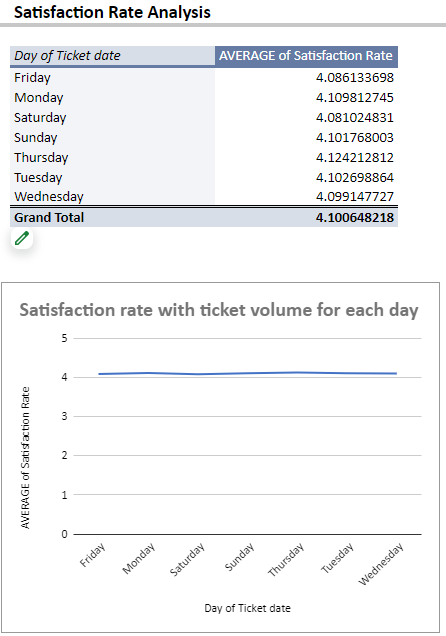 Satisfaction Rate Analysis
Day of Ticket date AVERAGE of Satisfaction Rate
Friday 4.086133698
Monday 4.109812745
Saturday 4.081024831
Sunday 4.101768003
Thursday 4.124212812
Tuesday 4.102698864
Wednesday 4.099147727
Grand Total 4.100648218
Satisfaction rate with ticket volume for each day
AVERAGE of Satisfaction Rate
5
4
3
2
1
0
Friday Monday Saturday Sunday Thursday Tuesday Wednesday
Day of Ticket date